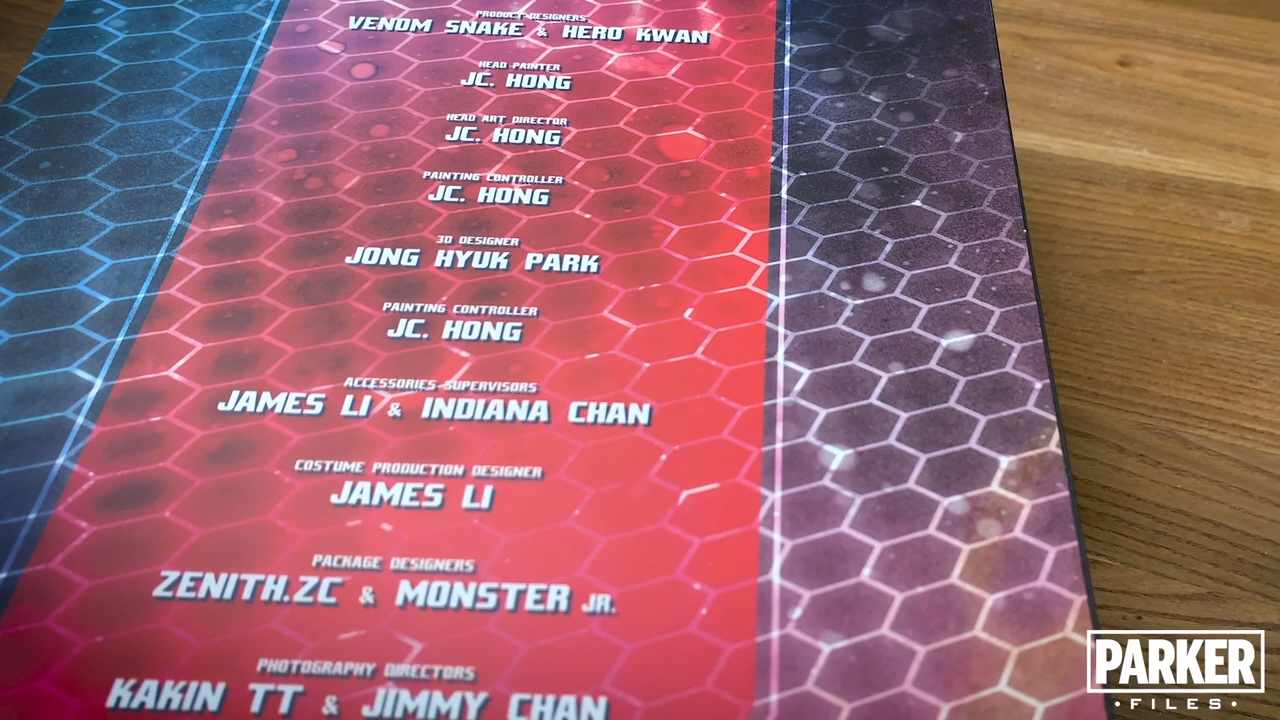 PRODUCT DESIGNERS
VENOM SNAKE & HERO KWAN
HEAD PAINTER
JC. HONG
HEAD ART DIRECTOR
JC. HONG
PAINTING CONTROLLER
JC. HONG
3D DESIGNER
JONG HYUK PARK
PAINTING CONTROLLER
JC. HONG
ACCESSORIES SUPERVISORS
JAMES LI & INDIANA CHAN
COSTUME PRODUCTION DESIGNER
JAMES LI
PACKAGE DESIGNERS
ZENITH.ZC & MONSTER JR.
PHOTOGRAPHY DIRECTORS
KAKIN TT & JIMMY CHAN
PARKER
·FILES·